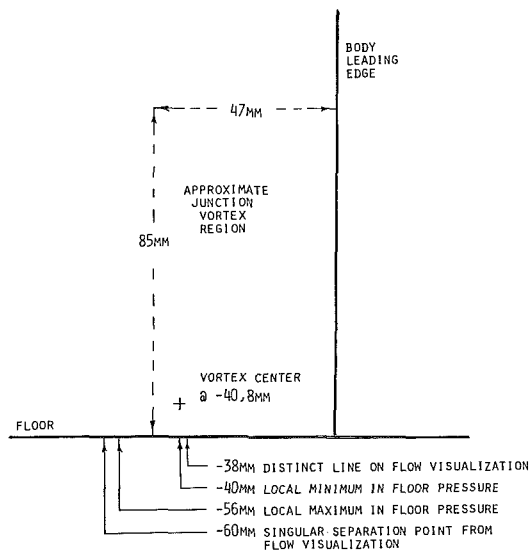 BODY
LEADING
EDGE
47MM
APPROXIMATE
JUNCTION
VORTEX
REGION
85MM
VORTEX CENTER
@ -40,8MM
FLOOR
-38MM DISTINCT LINE ON FLOW VISUALIZATION
-40MM LOCAL MINIMUM IN FLOOR PRESSURE
-56MM LOCAL MAXIMUM IN FLOOR PRESSURE
-60MM SINGULAR SEPARATION POINT FROM
FLOW VISUALIZATION